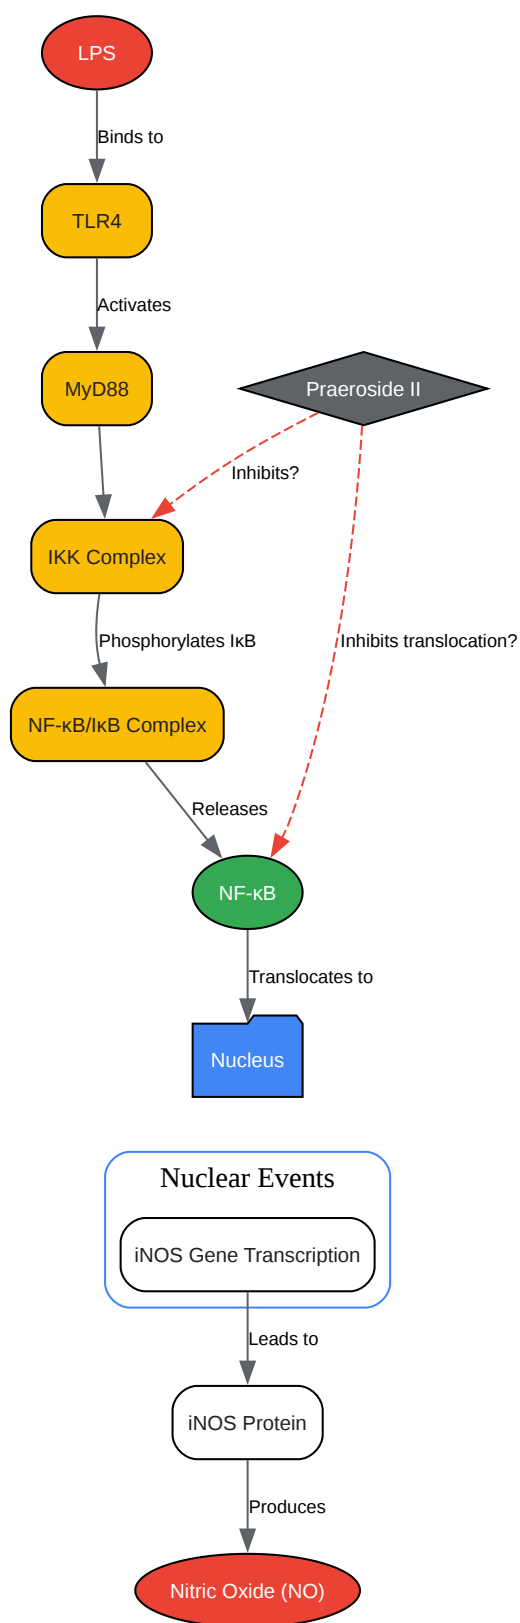 LPS
Binds to
TLR4
Activates
MyD88
Praeroside II
Inhibits?
IKK Complex
Phosphorylates IκB
Inhibits translocation?
NF-κB/IκB Complex
Releases
NF-κB
Translocates to
Nucleus
Nuclear Events
iNOS Gene Transcription
Leads to
iNOS Protein
Produces
Nitric Oxide (NO)